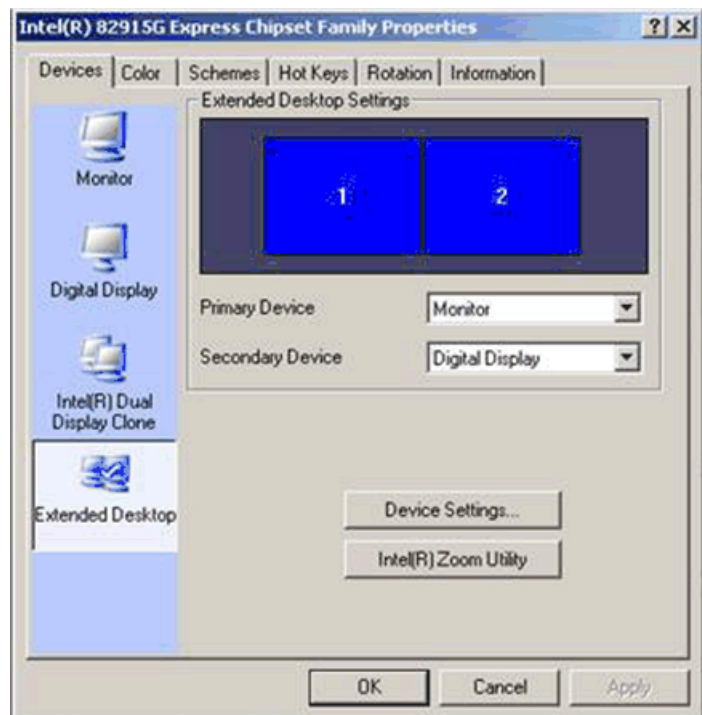 Intel(R) 82915G Express Chipset Family Properties
Devices Color Schemes Hot Keys Rotation Information
Extended Desktop Settings
Monitor
1 2
Digital Display
Primary Device Monitor
Secondary Device Digital Display
Intel(R) Dual
Display Clone
Extended Desktop
Device Settings...
Intel(R) Zoom Utility
OK Cancel Apply